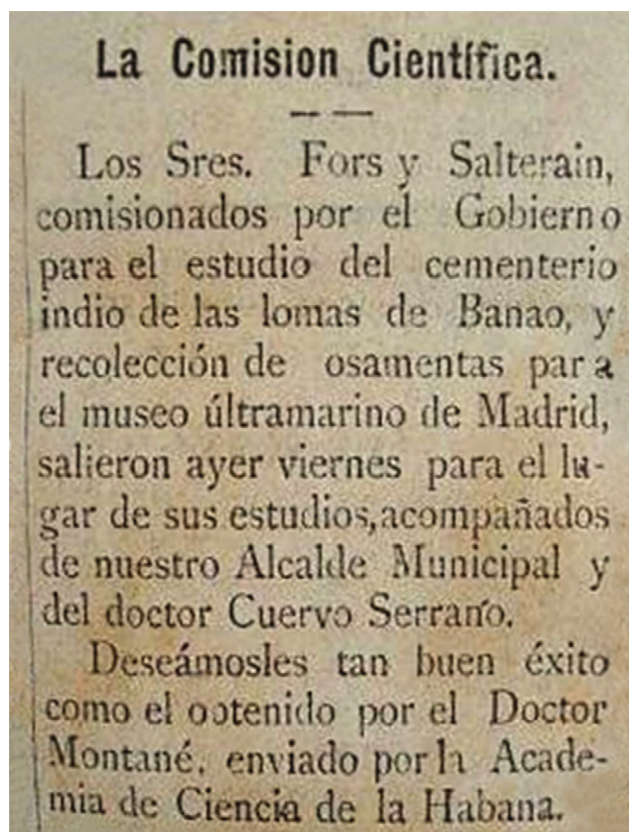 La Comision Científica.
Los Sres. Fors y Salterain,
comisionados por el Gobierno
para el estudio del cementerio
indio de las lomas de Banao, y
recolección de osamentas para
el museo últramarino de Madrid,
salieron ayer viernes para el lu-
gar de sus estudios,acompañados
de nuestro Alcalde Municipal y
del doctor Cuervo Serrano.
Deseámosles tan buen éxito
como el obtenido por el Doctor
Montané, enviado por la Acade-
mia de Ciencia de la Habana.